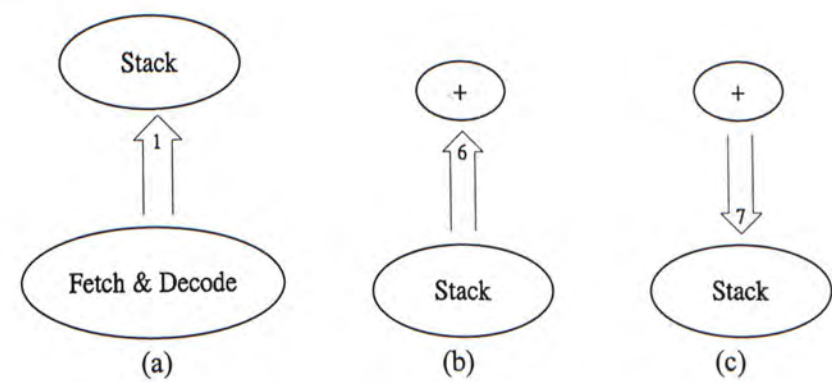 Stack
+
+
1
6
7
Fetch & Decode
Stack
Stack
(a)
(b)
(c)